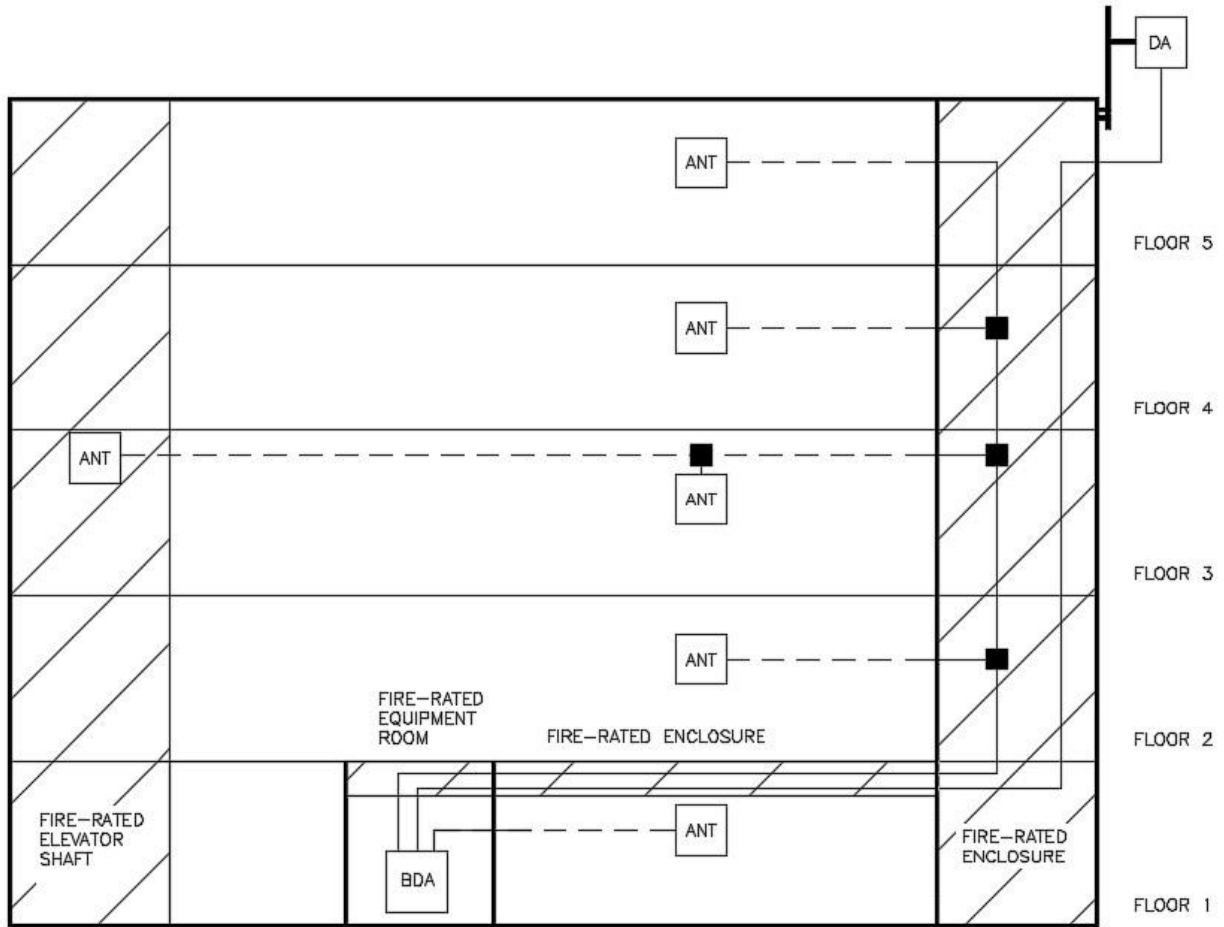 DA
ANT
FLOOR 5
ANT
FLOOR 4
ANT
ANT
FLOOR 3
ANT
FIRE-RATED
EQUIPMENT
ROOM
FIRE-RATED ENCLOSURE
FLOOR 2
FIRE-RATED
ELEVATOR
SHAFT
BDA
ANT
FIRE-RATED
ENCLOSURE
FLOOR 1